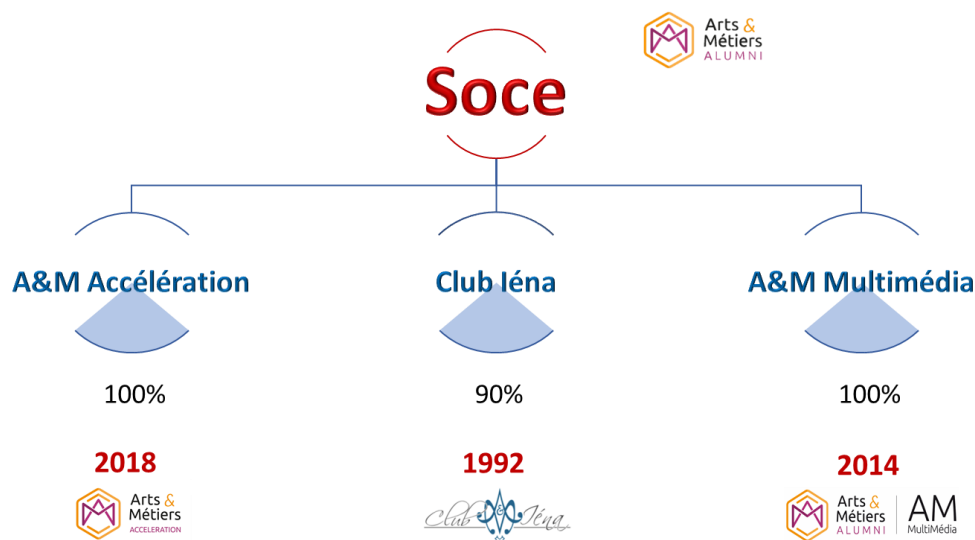 Arts &
Métiers
ALUMNI
Soce
A&M Accélération
Club Iéna
A&M Multimédia
100%
90%
100%
2018
1992
2014
Arts &
Métiers
ACCELERATION
Club & Iéna
Arts &
Métiers
ALUMNI
AM
MultiMédia